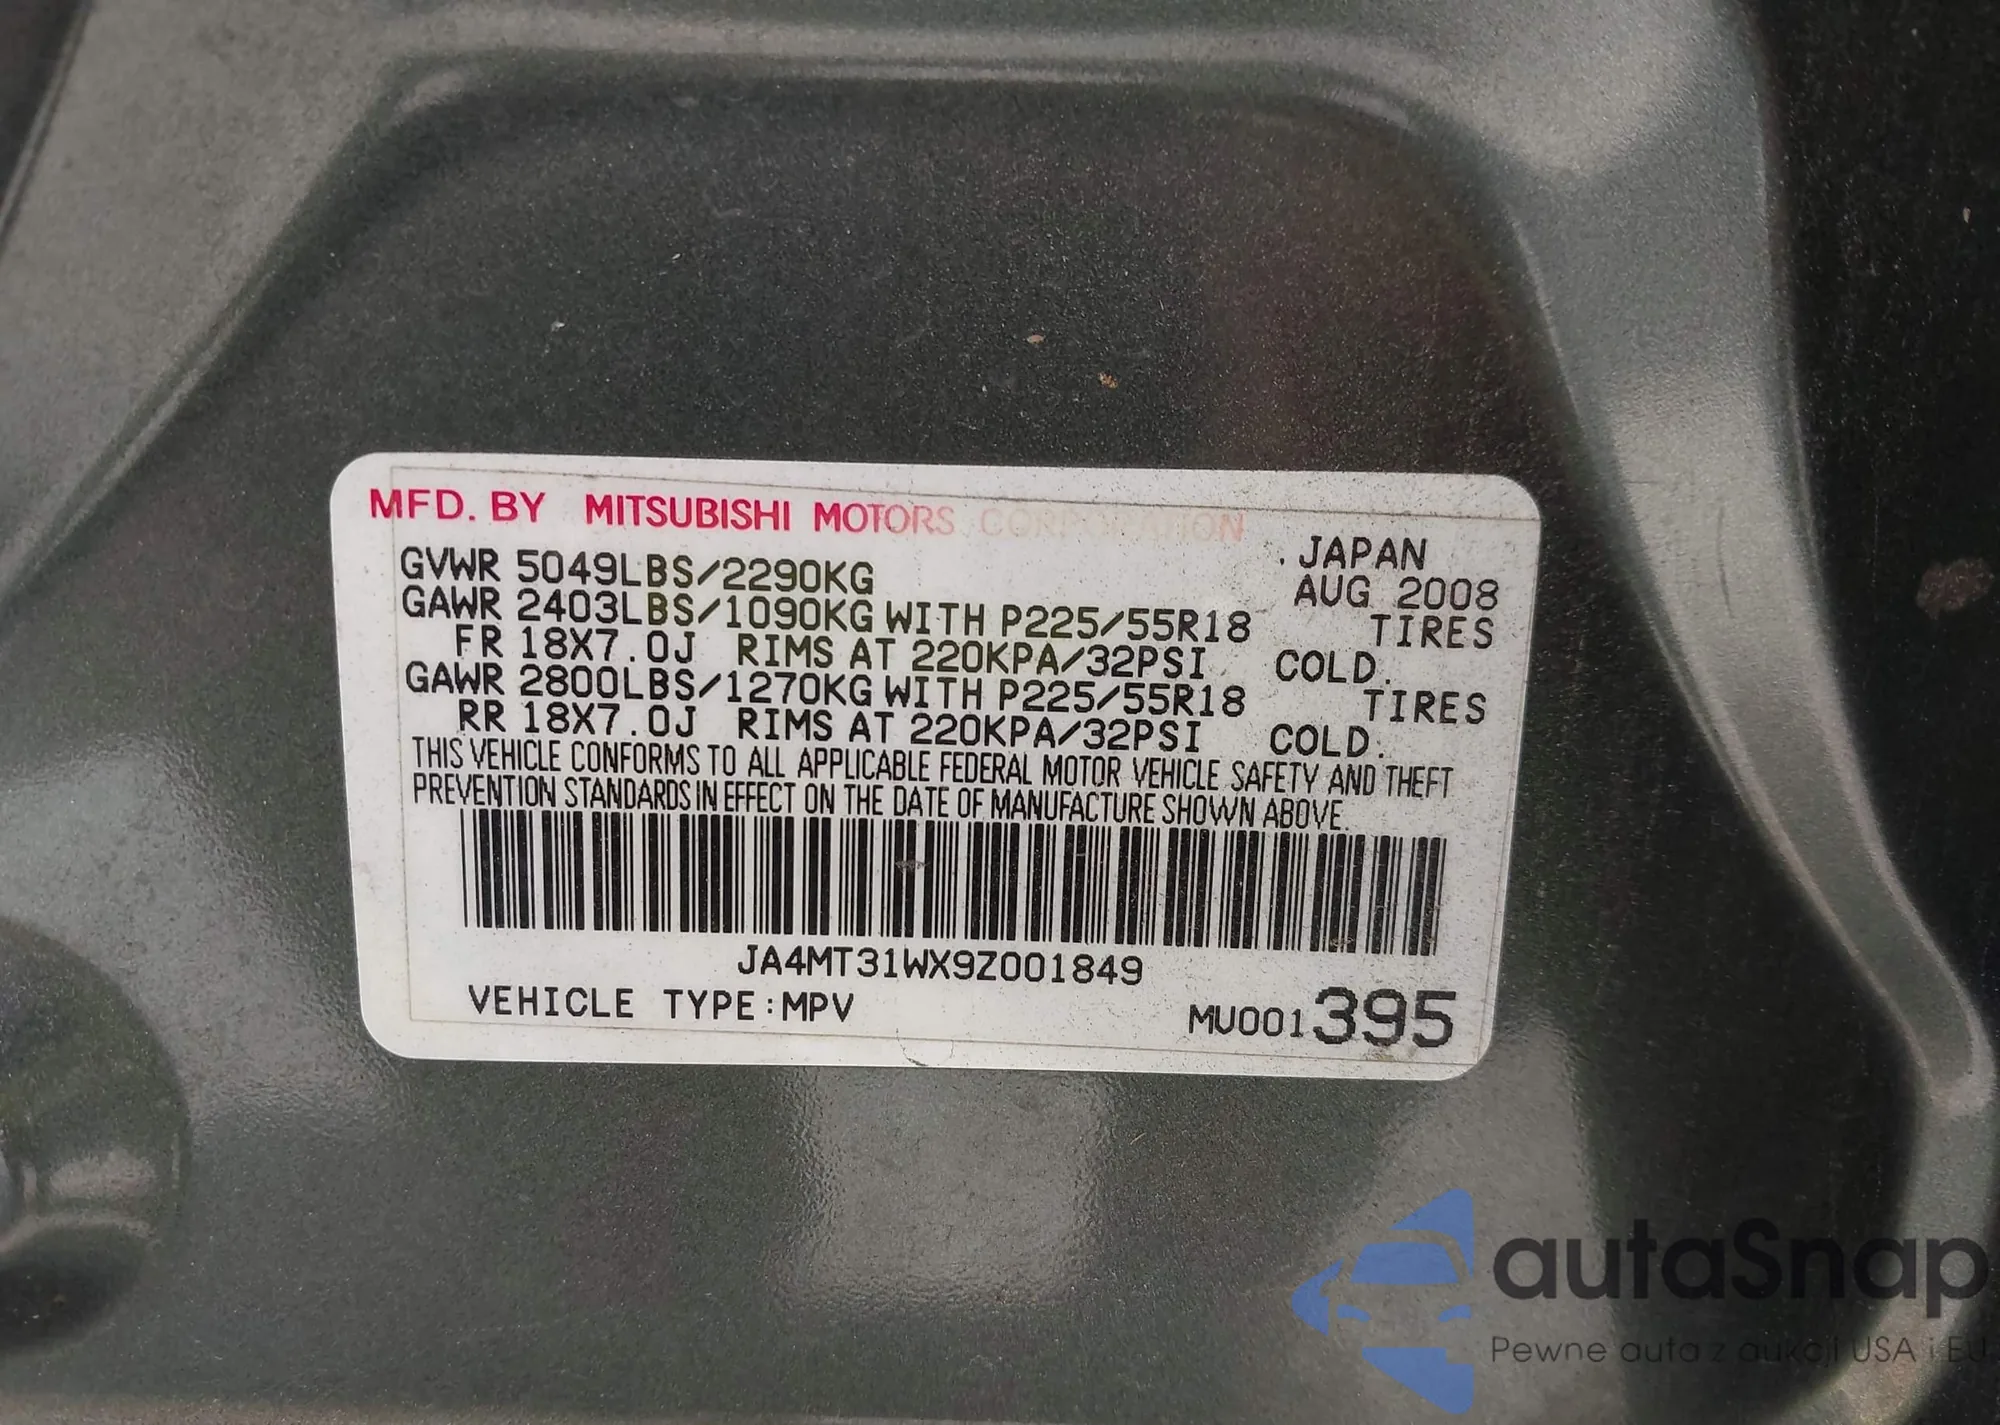 MFD. BY MITSUBISHI MOTORS CORPORATION
.JAPAN
GVWR 5049LBS/2290KG AUG 2008
GAWR 2403LBS/1090KG WITH P225/55R18 TIRES
FR 18X7.0J RIMS AT 220KPA/32PSI COLD.
GAWR 2800LBS/1270KG WITH P225/55R18 TIRES
RR 18X7.0J RIMS AT 220KPA/32PSI COLD.
THIS VEHICLE CONFORMS TO ALL APPLICABLE FEDERAL MOTOR VEHICLE SAFETY AND THEFT
PREVENTION STANDARDS IN EFFECT ON THE DATE OF MANUFACTURE SHOWN ABOVE.
JA4MT31WX9Z001849
VEHICLE TYPE:MPV MU001395
autaSnap
Pewne auta z aukcji USA i EU